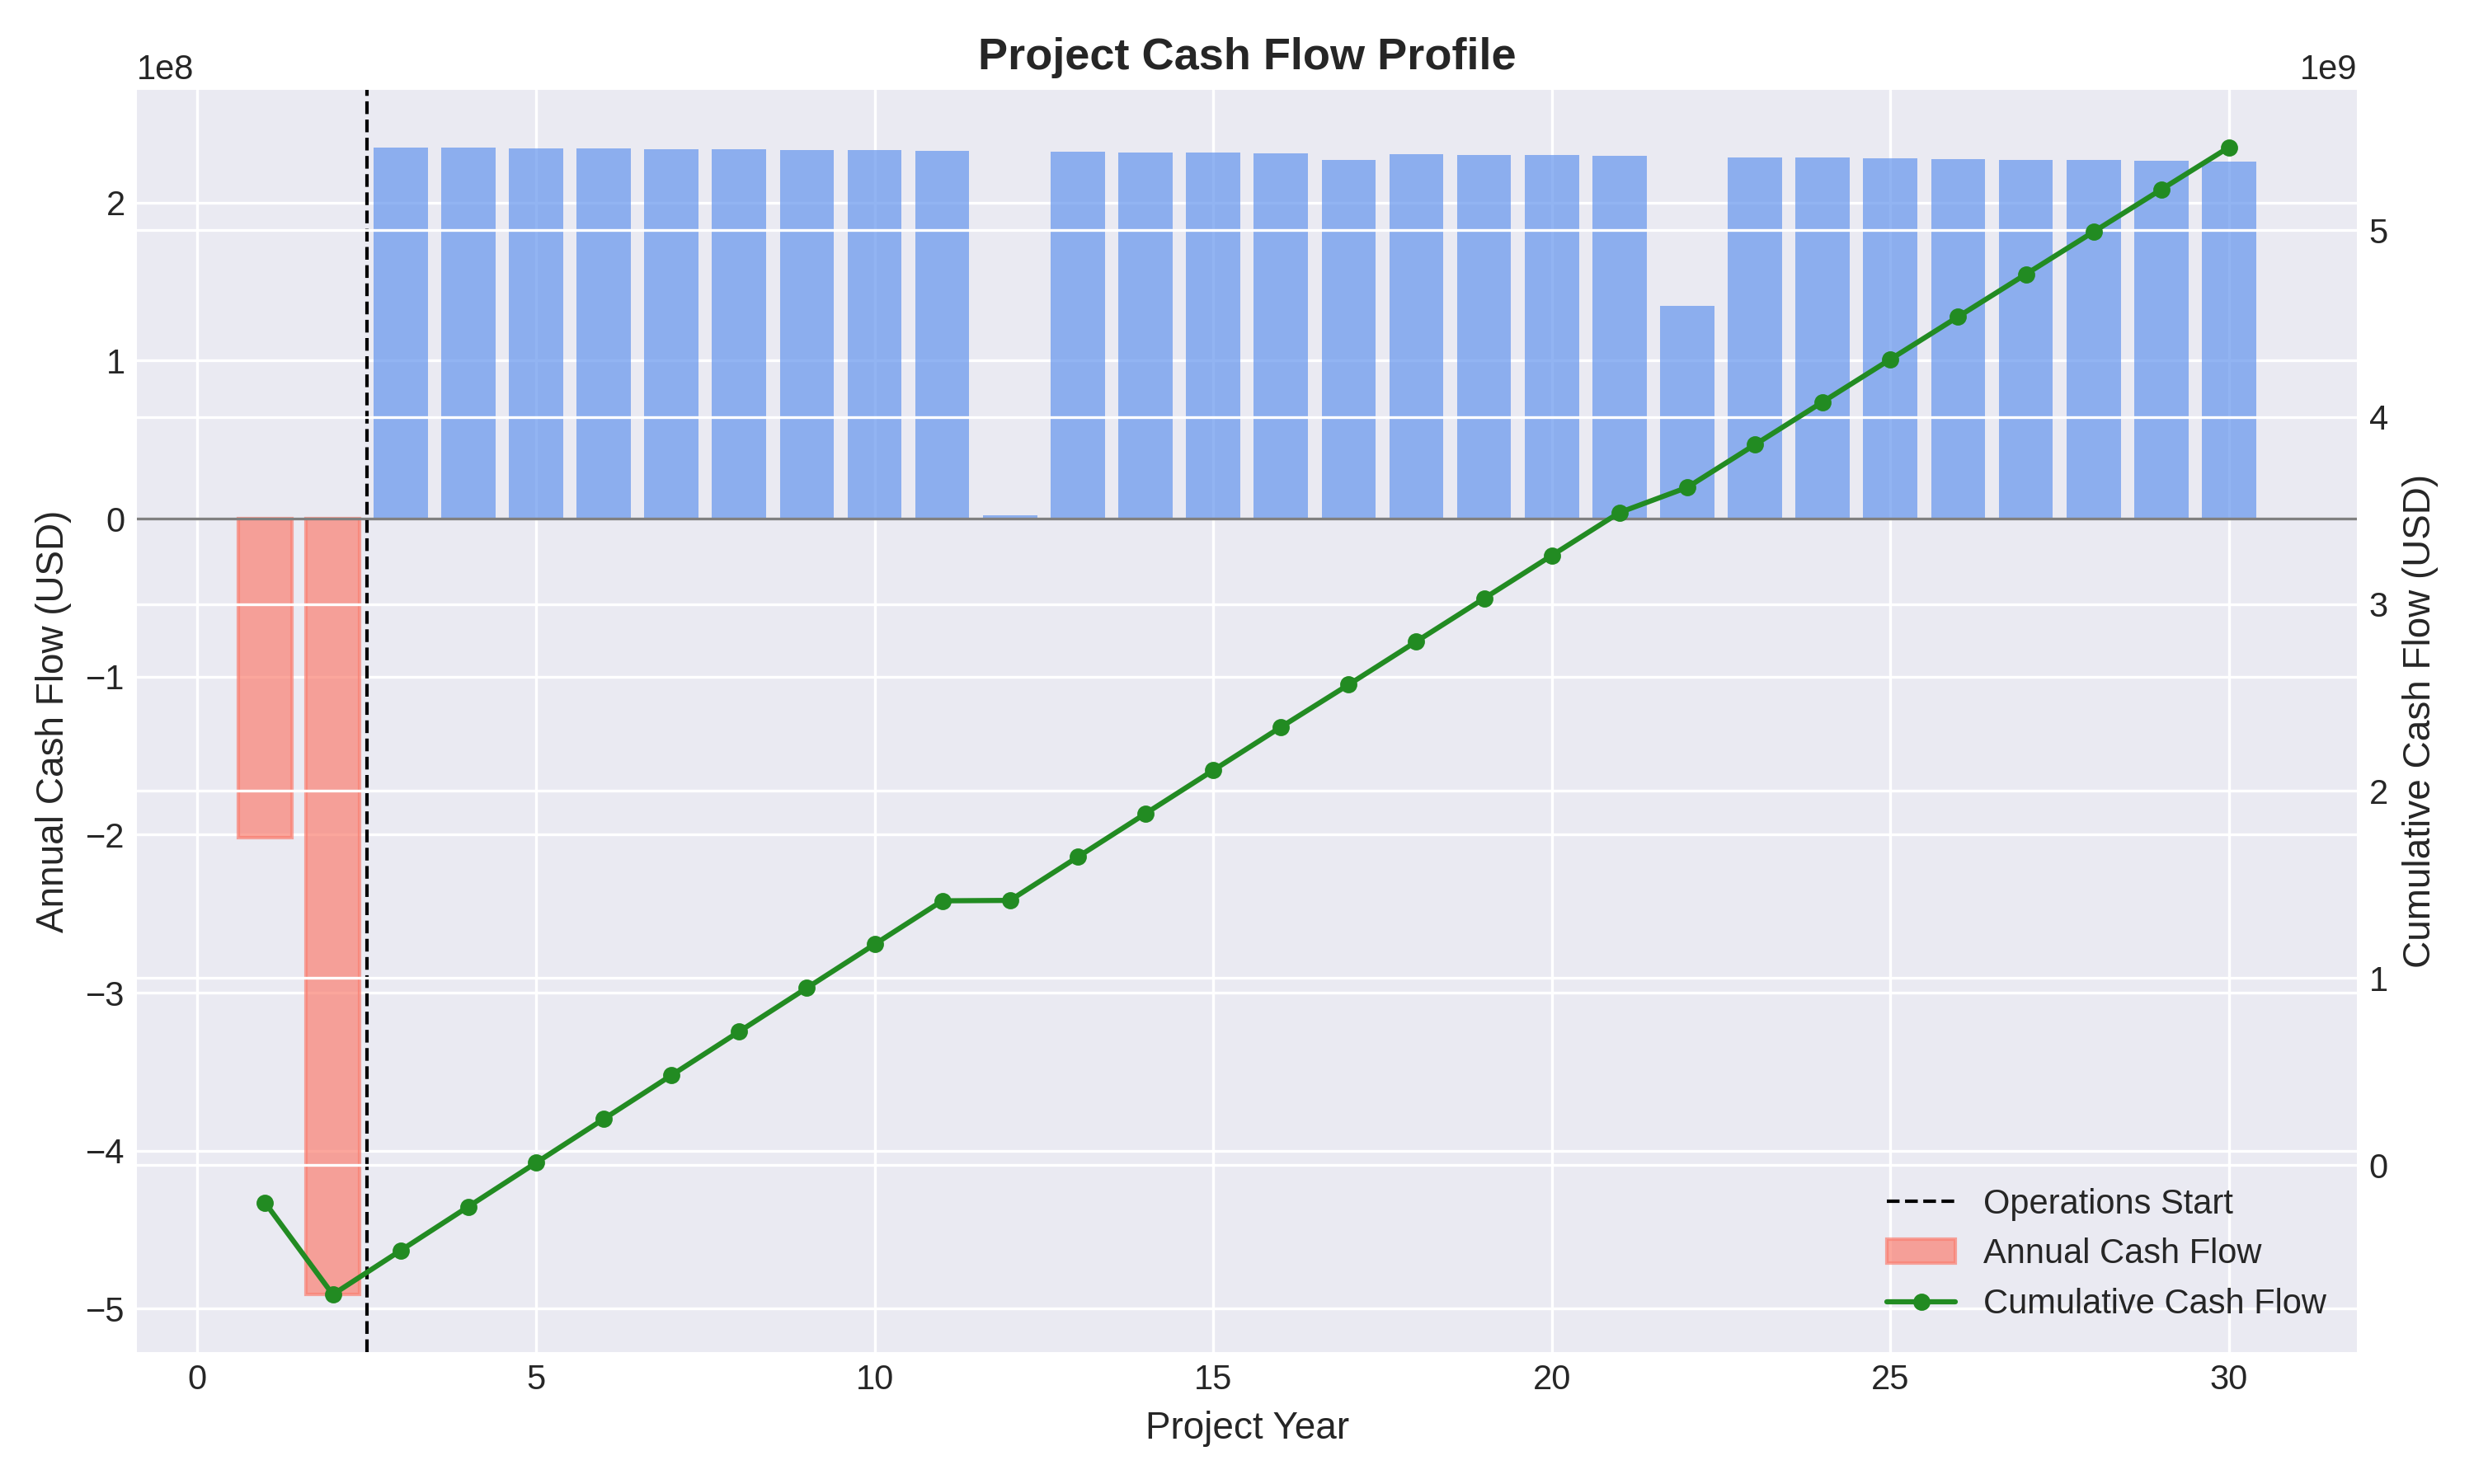 Project Cash Flow Profile
1e8
1e9
2
1
0
−1
−2
−3
−4
−5
Annual Cash Flow (USD)
5
4
3
2
1
0
Cumulative Cash Flow (USD)
Operations Start
Annual Cash Flow
Cumulative Cash Flow
0 5 10 15 20 25 30
Project Year